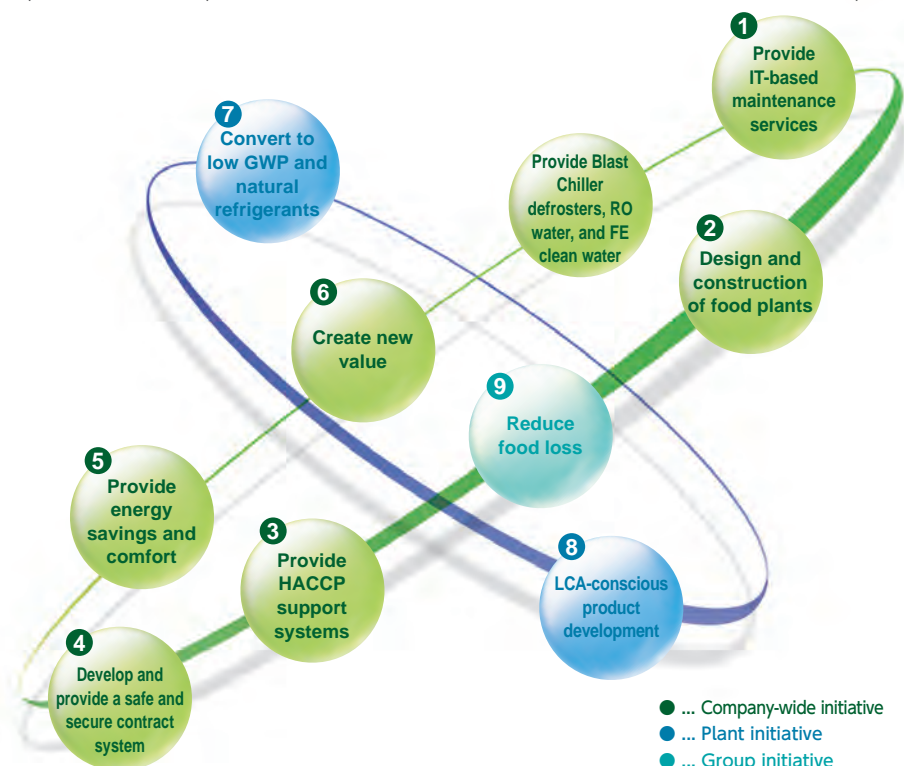 1
Provide
IT-based
maintenance
services
7
Convert to
low GWP and
natural
refrigerants
Provide Blast
Chiller
defrosters, RO
water, and FE
clean water
2
Design and
construction
of food plants
6
Create new
value
9
Reduce
food loss
5
Provide
energy
savings and
comfort
3
Provide
HACCP
support
systems
8
LCA-conscious
product
development
4
Develop and
provide a safe and
secure contract
system
● ... Company-wide initiative
● ... Plant initiative
● ... Group initiative